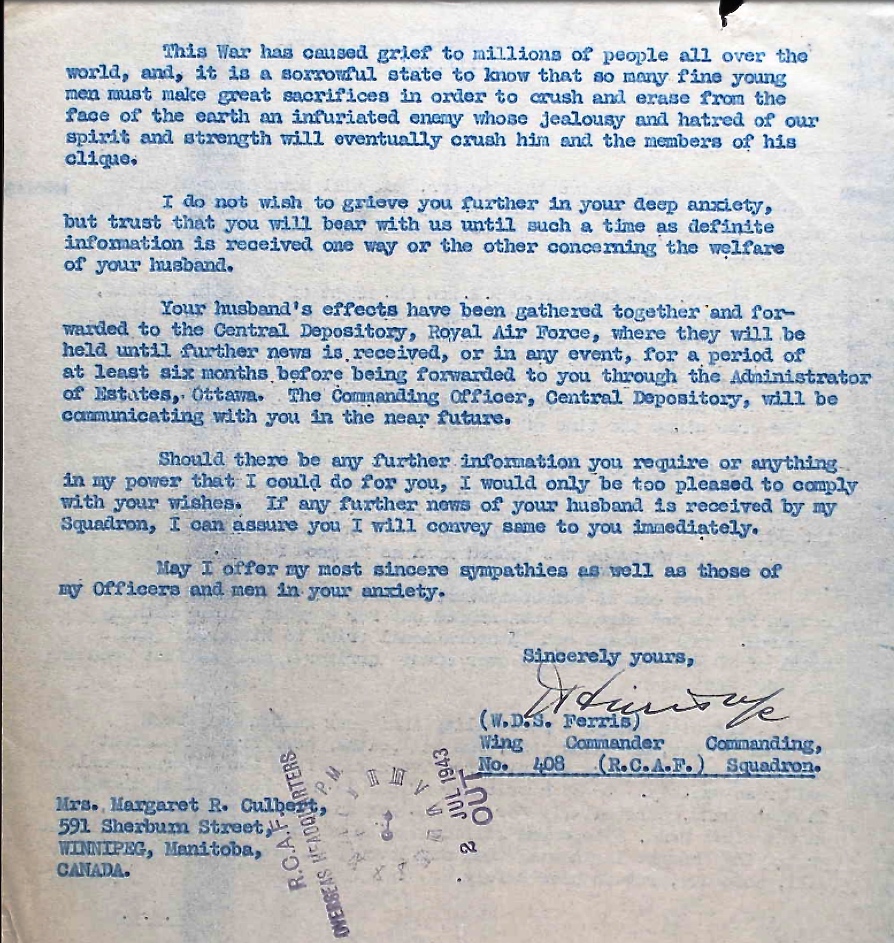 This War has caused grief to millions of people all over the
world, and, it is a sorrowful state to know that so many fine young
men must make great sacrifices in order to crush and erase from the
face of the earth an infuriated enemy whose jealousy and hatred of our
spirit and strength will eventually crush him and the members of his
clique.
I do not wish to grieve you further in your deep anxiety,
but trust that you will bear with us until such a time as definite
information is received one way or the other concerning the welfare
of your husband.
Your husband's effects have been gathered together and for-
warded to the Central Depository, Royal Air Force, where they will be
held until further news is received, or in any event, for a period of
at least six months before being forwarded to you through the Administrator
of Estates, Ottawa. The Commanding Officer, Central Depository, will be
communicating with you in the near future.
Should there be any further information you require or anything
in my power that I could do for you, I would only be too pleased to comply
with your wishes. If any further news of your husband is received by my
Squadron, I can assure you I will convey same to you immediately.
May I offer my most sincere sympathies as well as those of
my Officers and men in your anxiety.
Sincerely yours,
(W.D.S. Ferris)
Wing Commander Commanding,
No. 408 (R.C.A.F.) Squadron.
Mrs. Margaret R. Culbert,
591 Sherburn Street,
WINNIPEG, Manitoba,
CANADA.
R.C.A.F.
OVERSEAS HEADQUARTERS
P.M.
2 JUL 1943
OUT